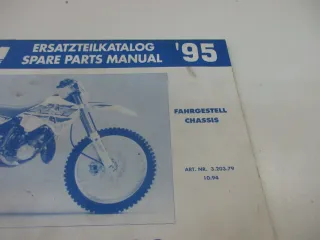 ERSATZTEILKATALOG
SPARE PARTS MANUAL
'95
FAHRGESTELL
CHASSIS
ART. NR. 3.203.79
10.94